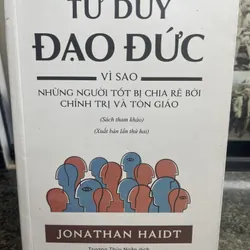 TƯ DUY
ĐẠO ĐỨC
VÌ SAO
NHỮNG NGƯỜI TỐT BỊ CHIA RẼ BỞI
CHÍNH TRỊ VÀ TÔN GIÁO
(Sách tham khảo)
(Xuất bản lần thứ hai)
JONATHAN HAIDT
dịch